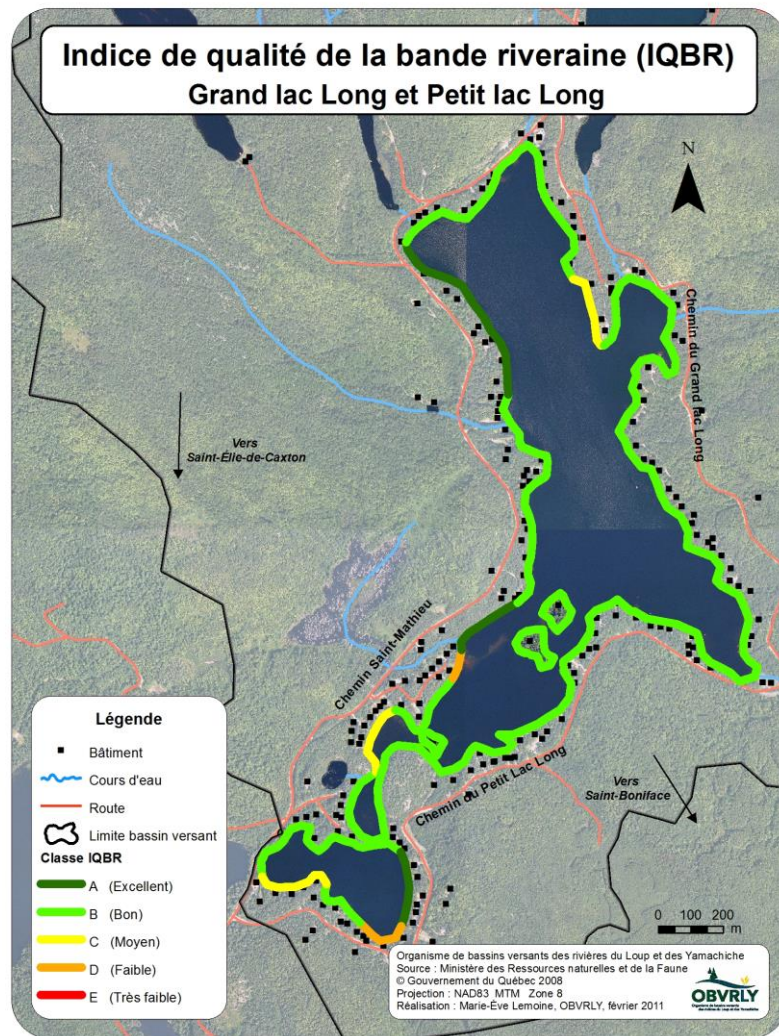 Indice de qualité de la bande riveraine (IQBR)
Grand lac Long et Petit lac Long
N
Chemin du Grand lac Long
Vers
Saint-Élie-de-Caxton
Chemin Saint-Mathieu
Chemin du Petit Lac Long
Vers
Saint-Boniface
Légende
Bâtiment
Cours d'eau
Route
Limite bassin versant
Classe IQBR
A (Excellent)
B (Bon)
C (Moyen)
D (Faible)
E (Très faible)
0 100 200
m
Organisme de bassins versants des rivières du Loup et des Yamachiche
Source : Ministère des Ressources naturelles et de la Faune
© Gouvernement du Québec 2008
Projection : NAD83 MTM Zone 8
Réalisation : Marie-Ève Lemoine, OBVRLY, février 2011
OBVRLY